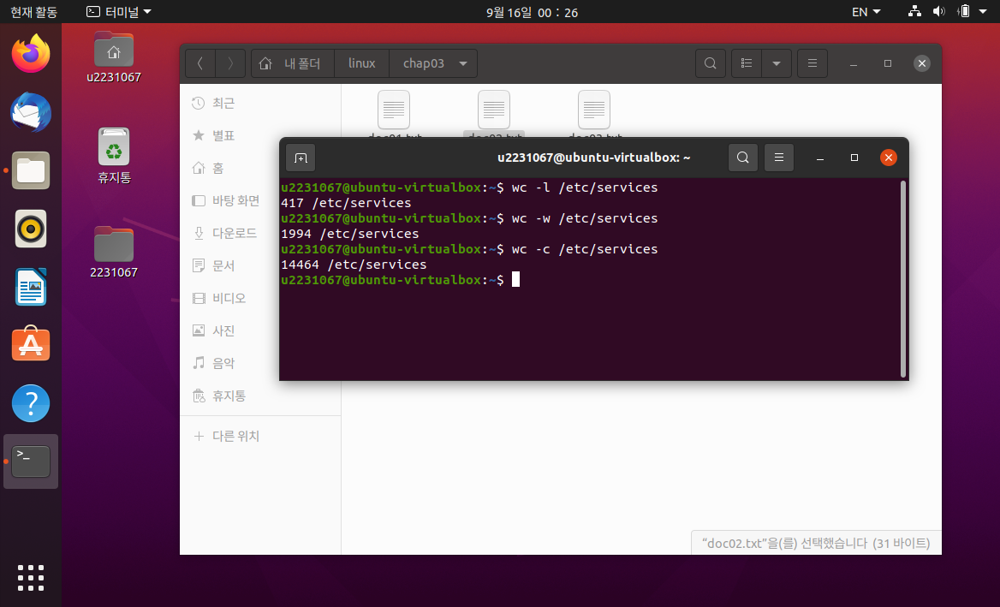 현재 활동 터미널 9월 16일 00 : 26 EN
u2231067
휴지통
2231067
내 폴더 linux chap03
최근
별표
홈
바탕 화면
다운로드
문서
비디오
사진
음악
휴지통
다른 위치
doc01.txt doc02.txt doc03.txt
u2231067@ubuntu-virtualbox: ~
u2231067@ubuntu-virtualbox:~$ wc -l /etc/services
417 /etc/services
u2231067@ubuntu-virtualbox:~$ wc -w /etc/services
1994 /etc/services
u2231067@ubuntu-virtualbox:~$ wc -c /etc/services
14464 /etc/services
u2231067@ubuntu-virtualbox:~$
“doc02.txt”을(를) 선택했습니다 (31 바이트)